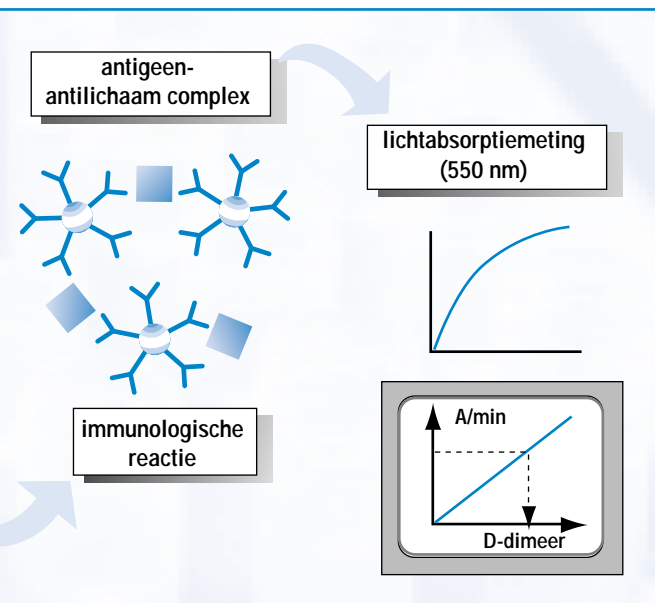 antigeen-
antilichaam complex
lichtabsorptiemeting
(550 nm)
immunologische
reactie
A/min
D-dimeer